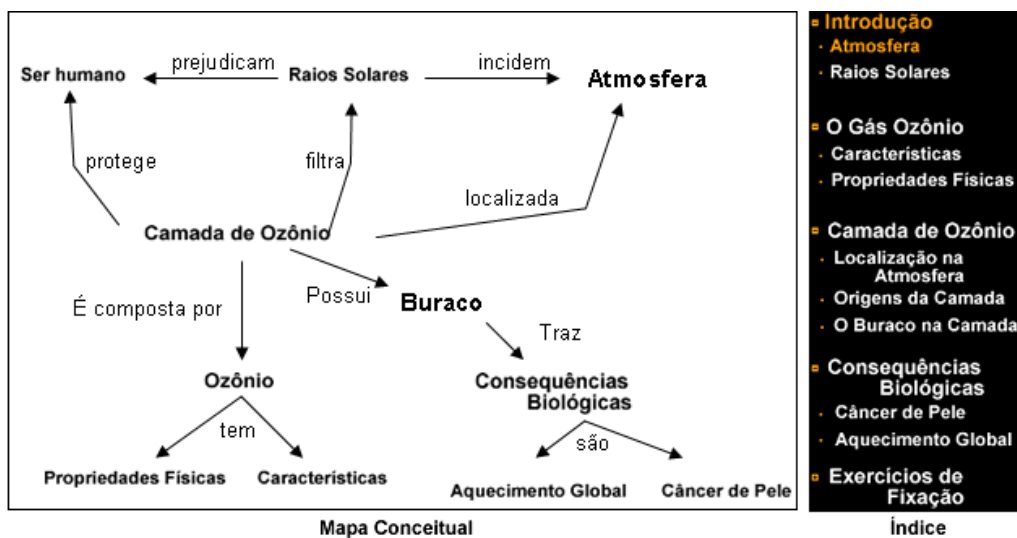 Ser humano
prejudicam
Raios Solares
incidem
Atmosfera
protege
filtra
localizada
Camada de Ozônio
É composta por
Possui
Buraco
Traz
Ozônio
Consequências
Biológicas
tem
são
Propriedades Físicas
Características
Aquecimento Global
Câncer de Pele
Mapa Conceitual
Introdução
Atmosfera
Raios Solares
O Gás Ozônio
Características
Propriedades Físicas
Camada de Ozônio
Localização na
Atmosfera
Origens da Camada
O Buraco na Camada
Consequências
Biológicas
Câncer de Pele
Aquecimento Global
Exercícios de
Fixação
Índice